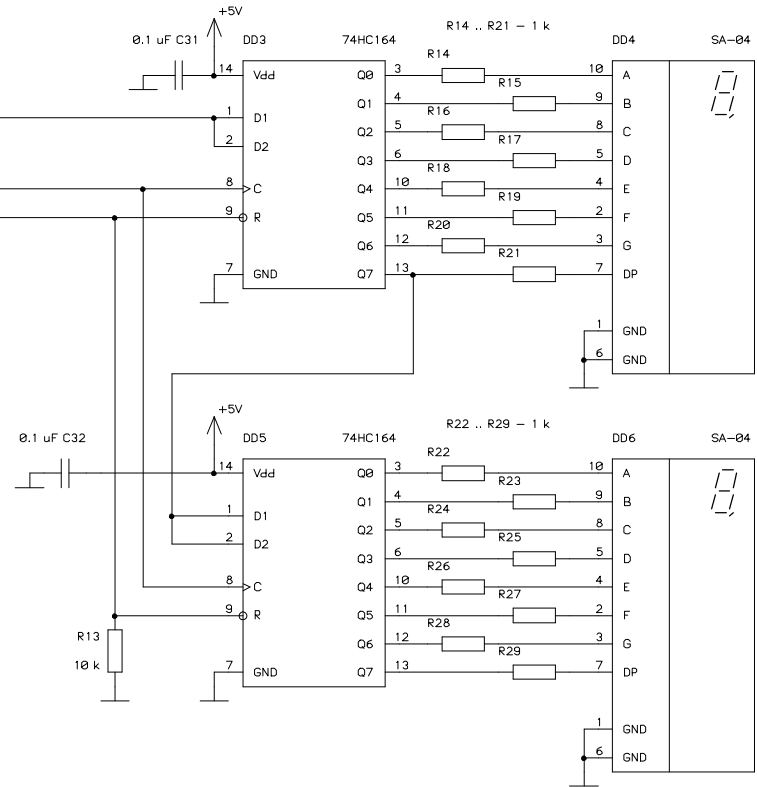 +5V
R14 .. R21 - 1 k
0.1 uF C31
DD3
74HC164
DD4
SA-04
R14
14
Vdd
Q0
3
10
A
R15
Q1
4
9
B
R16
1
D1
Q2
5
8
C
R17
2
D2
Q3
6
5
D
R18
8
C
Q4
10
4
E
R19
9
R
Q5
11
2
F
R20
Q6
12
3
G
R21
7
GND
Q7
13
7
DP
1
GND
6
GND
+5V
R22 .. R29 - 1 k
0.1 uF C32
DD5
74HC164
DD6
SA-04
R22
14
Vdd
Q0
3
10
A
R23
Q1
4
9
B
R24
1
D1
Q2
5
8
C
R25
2
D2
Q3
6
5
D
R26
8
C
Q4
10
4
E
R27
9
R
Q5
11
2
F
R28
R13
Q6
12
3
G
R29
10 k
7
GND
Q7
13
7
DP
1
GND
6
GND